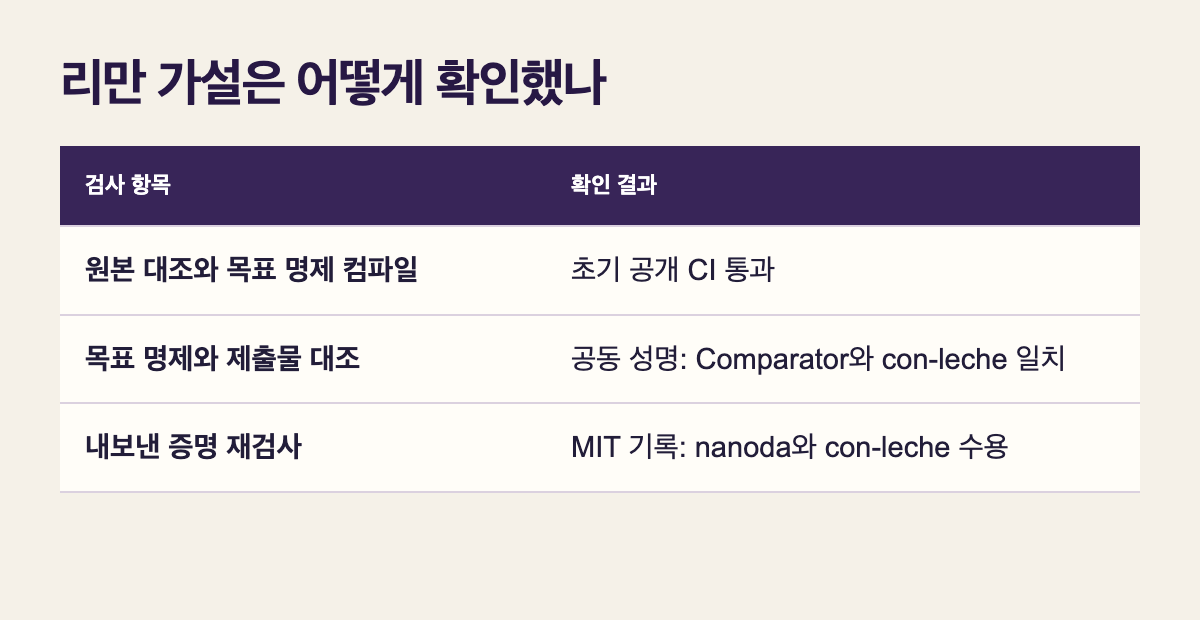 리만 가설은 어떻게 확인했나
검사 항목 확인 결과
원본 대조와 목표 명제 컴파일 초기 공개 CI 통과
목표 명제와 제출물 대조 공동 성명: Comparator와 con-leche 일치
내보낸 증명 재검사 MIT 기록: nanoda와 con-leche 수용